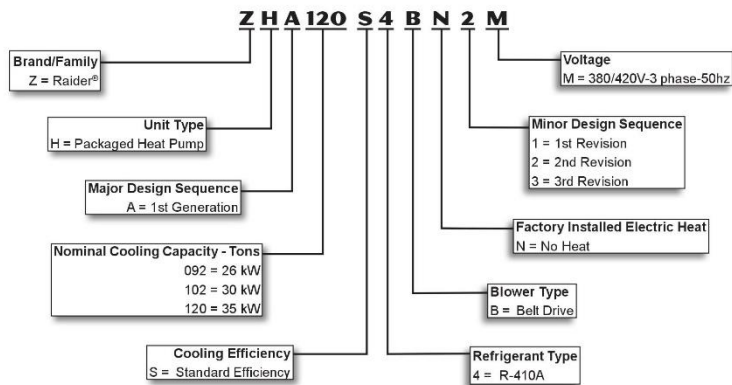 Z H A 120 S 4 B N 2 M
Brand/Family
Z = Raider®
Unit Type
H = Packaged Heat Pump
Major Design Sequence
A = 1st Generation
Nominal Cooling Capacity - Tons
092 = 26 kW
102 = 30 kW
120 = 35 kW
Cooling Efficiency
S = Standard Efficiency
Voltage
M = 380/420V-3 phase-50hz
Minor Design Sequence
1 = 1st Revision
2 = 2nd Revision
3 = 3rd Revision
Factory Installed Electric Heat
N = No Heat
Blower Type
B = Belt Drive
Refrigerant Type
4 = R-410A